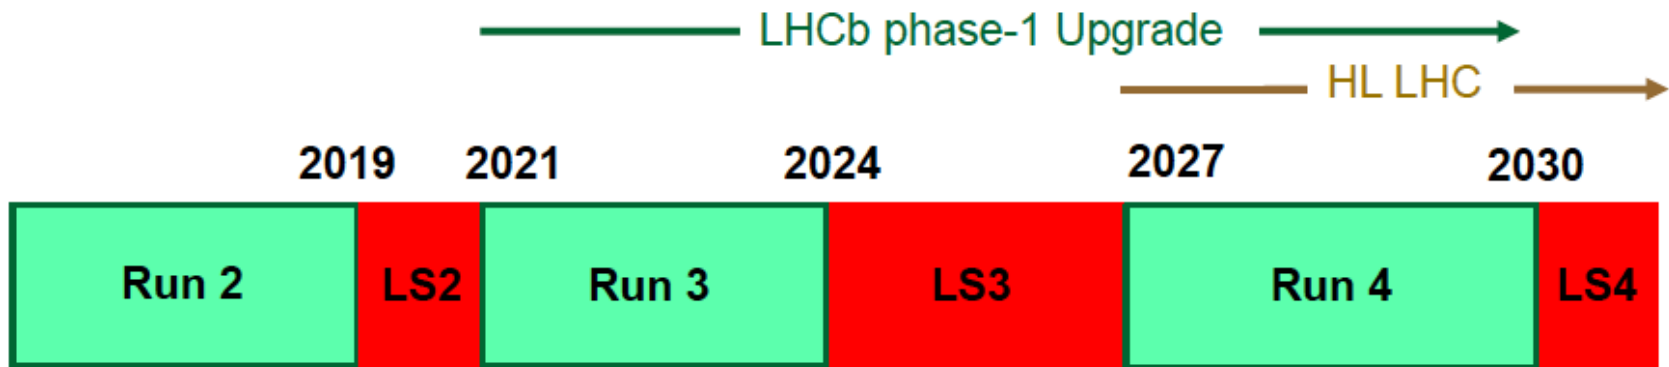 LHCb phase-1 Upgrade
HL LHC
2019 2021 2024 2027 2030
Run 2 LS2 Run 3 LS3 Run 4 LS4